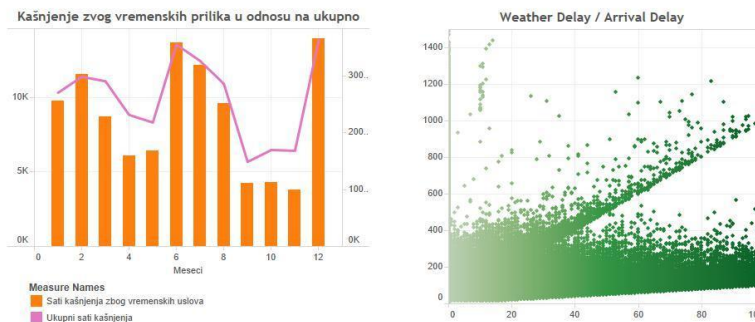 Kašnjenje zvog vremenskih prilika u odnosu na ukupno
10K
5K
0K
300..
200..
100..
0K
0 2 4 6 8 10 12
Meseci
Measure Names
Sati kašnjenja zbog vremenskih uslova
Ukupni sati kašnjenja
Weather Delay / Arrival Delay
1400
1200
1000
800
600
400
200
0
0 20 40 60 80